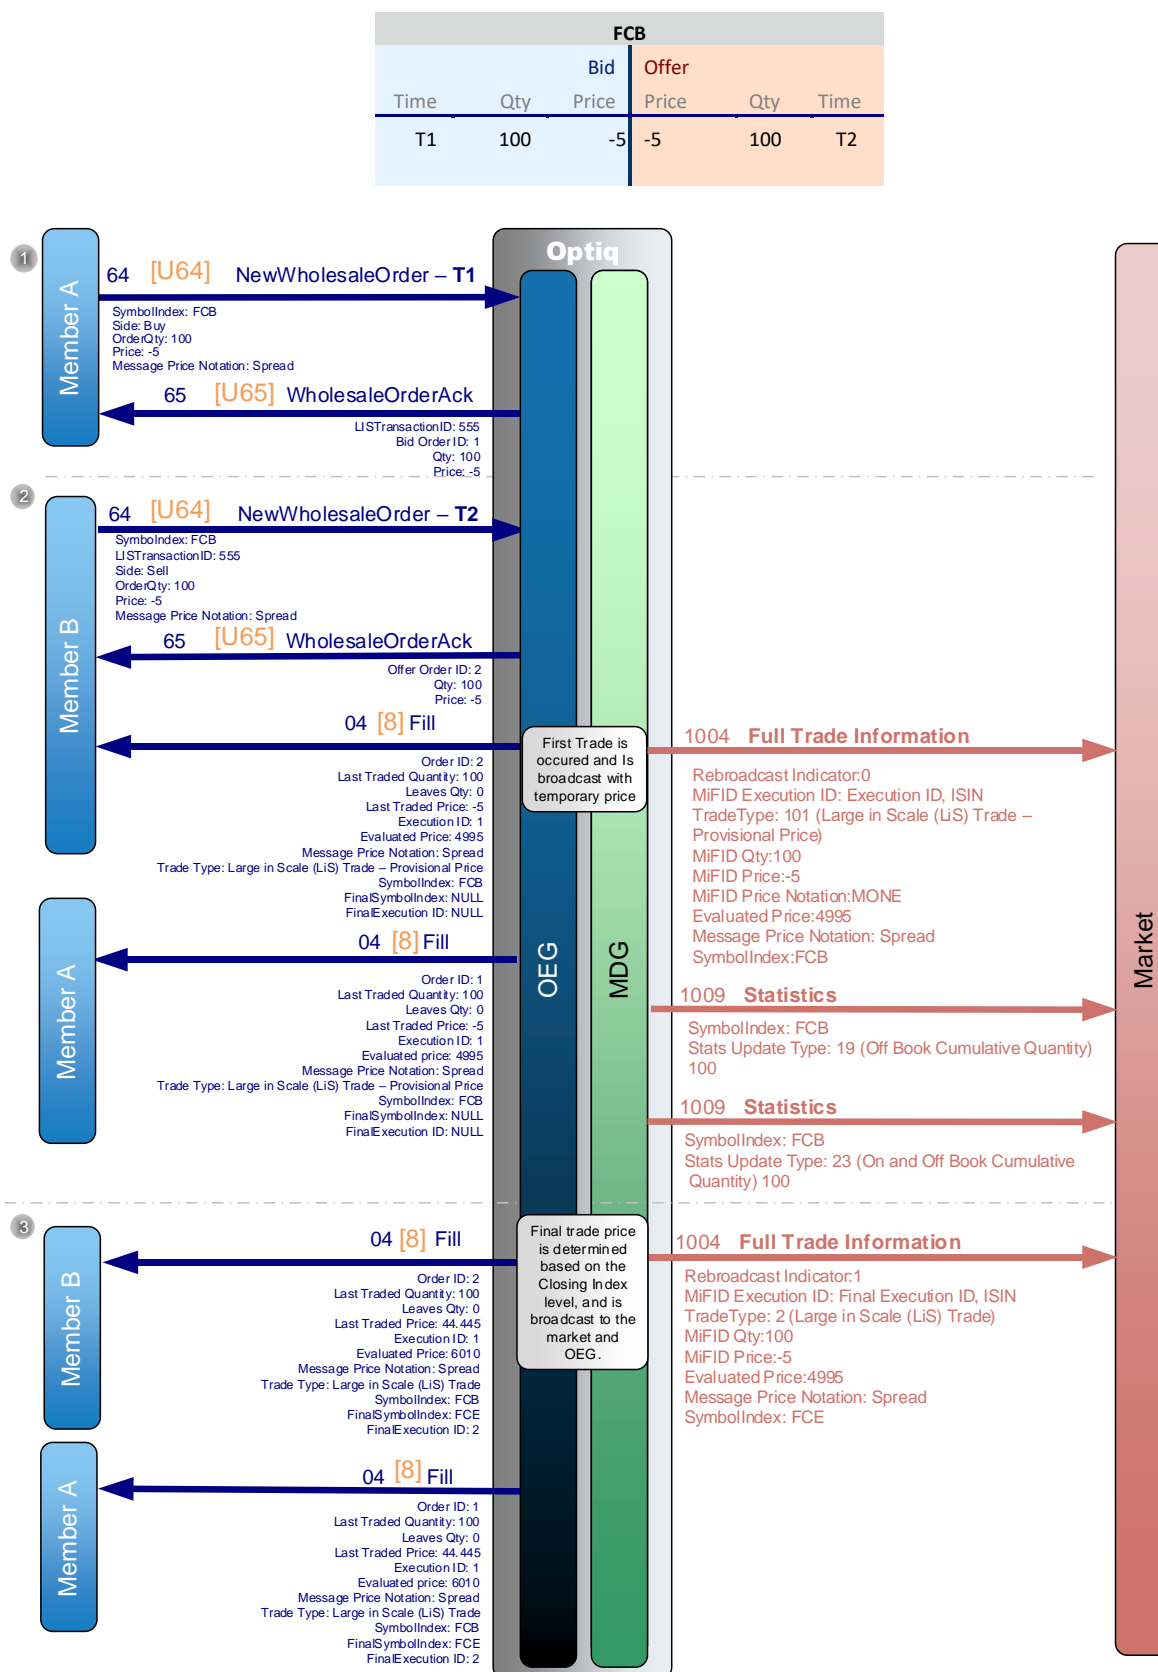 FCB
Bid Offer
Time Qty Price Price Qty Time
T1 100 -5 -5 100 T2
Optiq
OEG
MDG
Market
1
Member A
64 [U64] NewWholesaleOrder – T1
SymbolIndex: FCB
Side: Buy
OrderQty: 100
Price: -5
Message Price Notation: Spread
65 [U65] WholesaleOrderAck
LISTransactionID: 555
Bid Order ID: 1
Qty: 100
Price: -5
2
Member B
64 [U64] NewWholesaleOrder – T2
SymboIndex: FCB
LISTransactionID: 555
Side: Sell
OrderQty: 100
Price: -5
Message Price Notation: Spread
65 [U65] WholesaleOrderAck
Offer Order ID: 2
Qty: 100
Price: -5
04 [8] Fill
Order ID: 2
Last Traded Quantity: 100
Leaves Qty: 0
Last Traded Price: -5
Execution ID: 1
Evaluated Price: 4995
Message Price Notation: Spread
Trade Type: Large in Scale (LiS) Trade – Provisional Price
SymbolIndex: FCB
FinalSymbolIndex: NULL
FinalExecution ID: NULL
First Trade is
occured and Is
broadcast with
temporary price
1004 Full Trade Information
Rebroadcast Indicator:0
MiFID Execution ID: Execution ID, ISIN
TradeType: 101 (Large in Scale (LiS) Trade –
Provisional Price)
MiFID Qty:100
MiFID Price:-5
MiFID Price Notation:MONE
Evaluated Price:4995
Message Price Notation: Spread
SymbolIndex:FCB
Member A
04 [8] Fill
Order ID: 1
Last Traded Quantity: 100
Leaves Qty: 0
Last Traded Price: -5
Execution ID: 1
Evaluated price: 4995
Message Price Notation: Spread
Trade Type: Large in Scale (LiS) Trade – Provisional Price
SymbolIndex: FCB
FinalSymbolIndex: NULL
FinalExecution ID: NULL
1009 Statistics
SymbolIndex: FCB
Stats Update Type: 19 (Off Book Cumulative Quantity)
100
1009 Statistics
SymbolIndex: FCB
Stats Update Type: 23 (On and Off Book Cumulative
Quantity) 100
3
Member B
04 [8] Fill
Order ID: 2
Last Traded Quantity: 100
Leaves Qty: 0
Last Traded Price: 44.445
Execution ID: 1
Evaluated Price: 6010
Message Price Notation: Spread
Trade Type: Large in Scale (LiS) Trade
SymbolIndex: FCB
FinalSymbolIndex: FCE
FinalExecution ID: 2
Final trade price
is determined
based on the
Closing Index
level, and is
broadcast to the
market and
OEG.
1004 Full Trade Information
Rebroadcast Indicator:1
MiFID Execution ID: Final Execution ID, ISIN
TradeType: 2 (Large in Scale (LiS) Trade)
MiFID Qty:100
MiFID Price:-5
Evaluated Price:4995
Message Price Notation: Spread
SymbolIndex: FCE
Member A
04 [8] Fill
Order ID: 1
Last Traded Quantity: 100
Leaves Qty: 0
Last Traded Price: 44.445
Execution ID: 1
Evaluated price: 6010
Message Price Notation: Spread
Trade Type: Large in Scale (LiS) Trade
SymbolIndex: FCB
FinalSymbolIndex: FCE
FinalExecution ID: 2